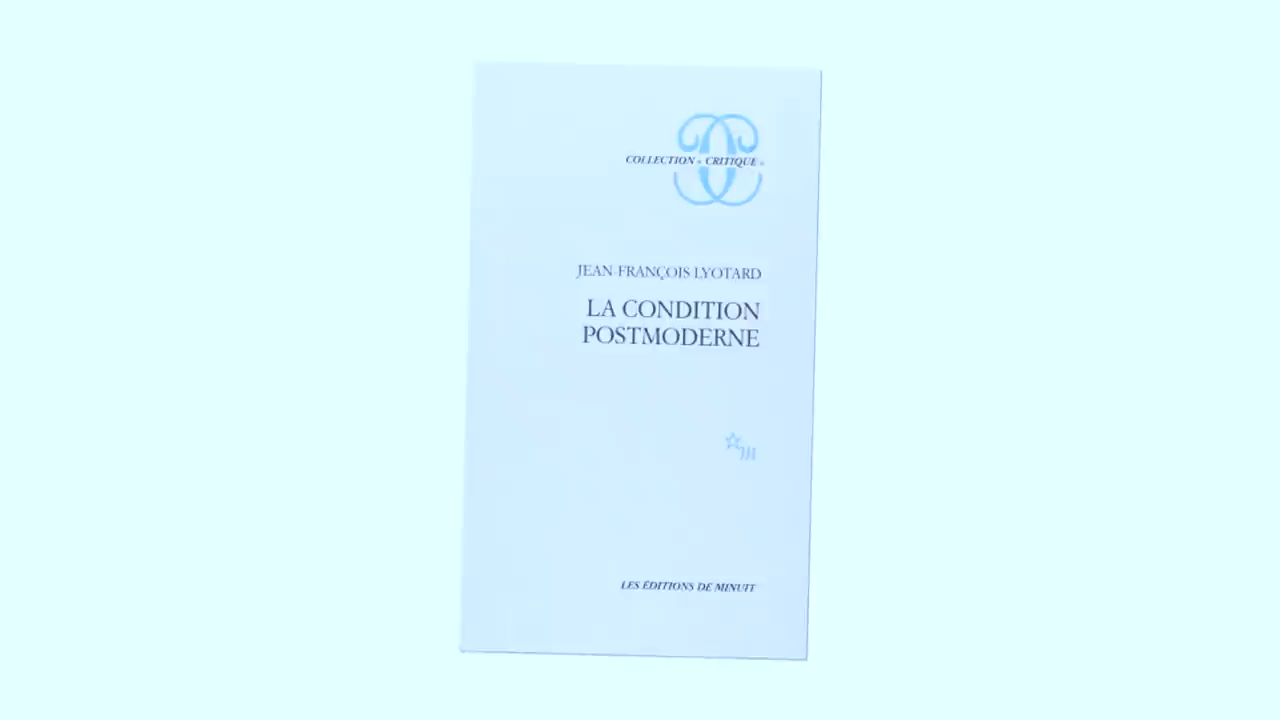 COLLECTION « CRITIQUE »
JEAN-FRANÇOIS LYOTARD
LA CONDITION
POSTMODERNE
m
LES ÉDITIONS DE MINUIT